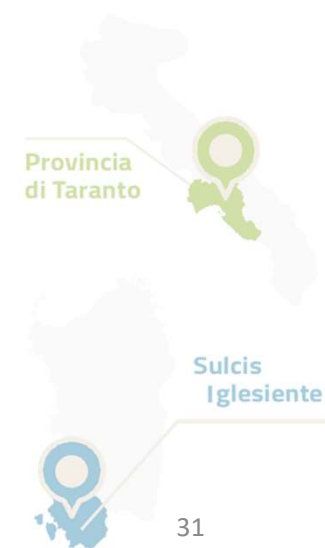 Provincia
di Taranto
Sulcis
Iglesiente
31